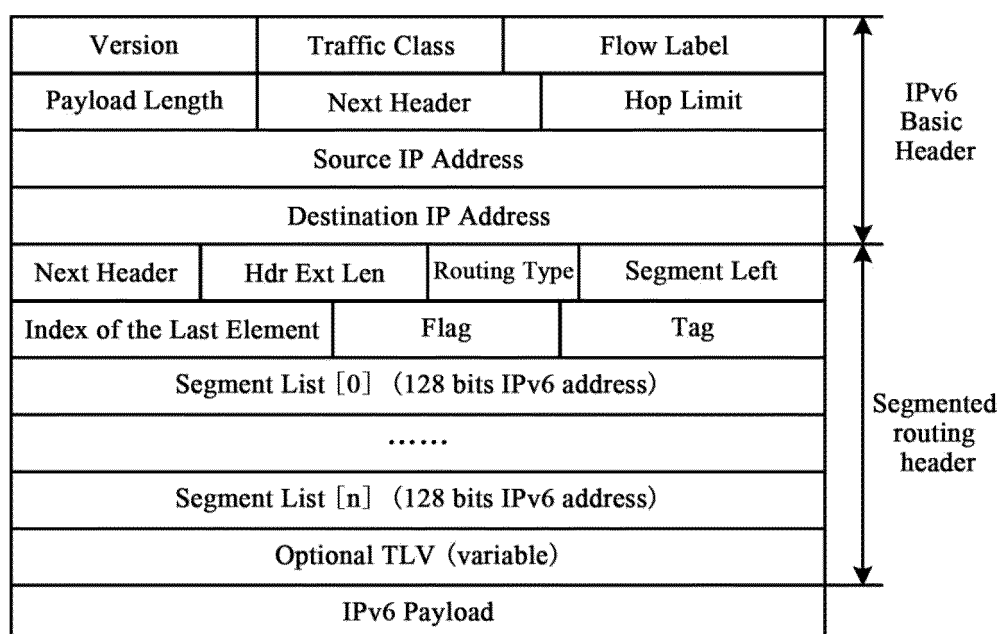 Version Traffic Class Flow Label
Payload Length Next Header Hop Limit
Source IP Address
Destination IP Address
IPv6
Basic
Header
Next Header Hdr Ext Len Routing Type Segment Left
Index of the Last Element Flag Tag
Segment List [0] (128 bits IPv6 address)
······
Segment List [n] (128 bits IPv6 address)
Optional TLV (variable)
Segmented
routing
header
IPv6 Payload